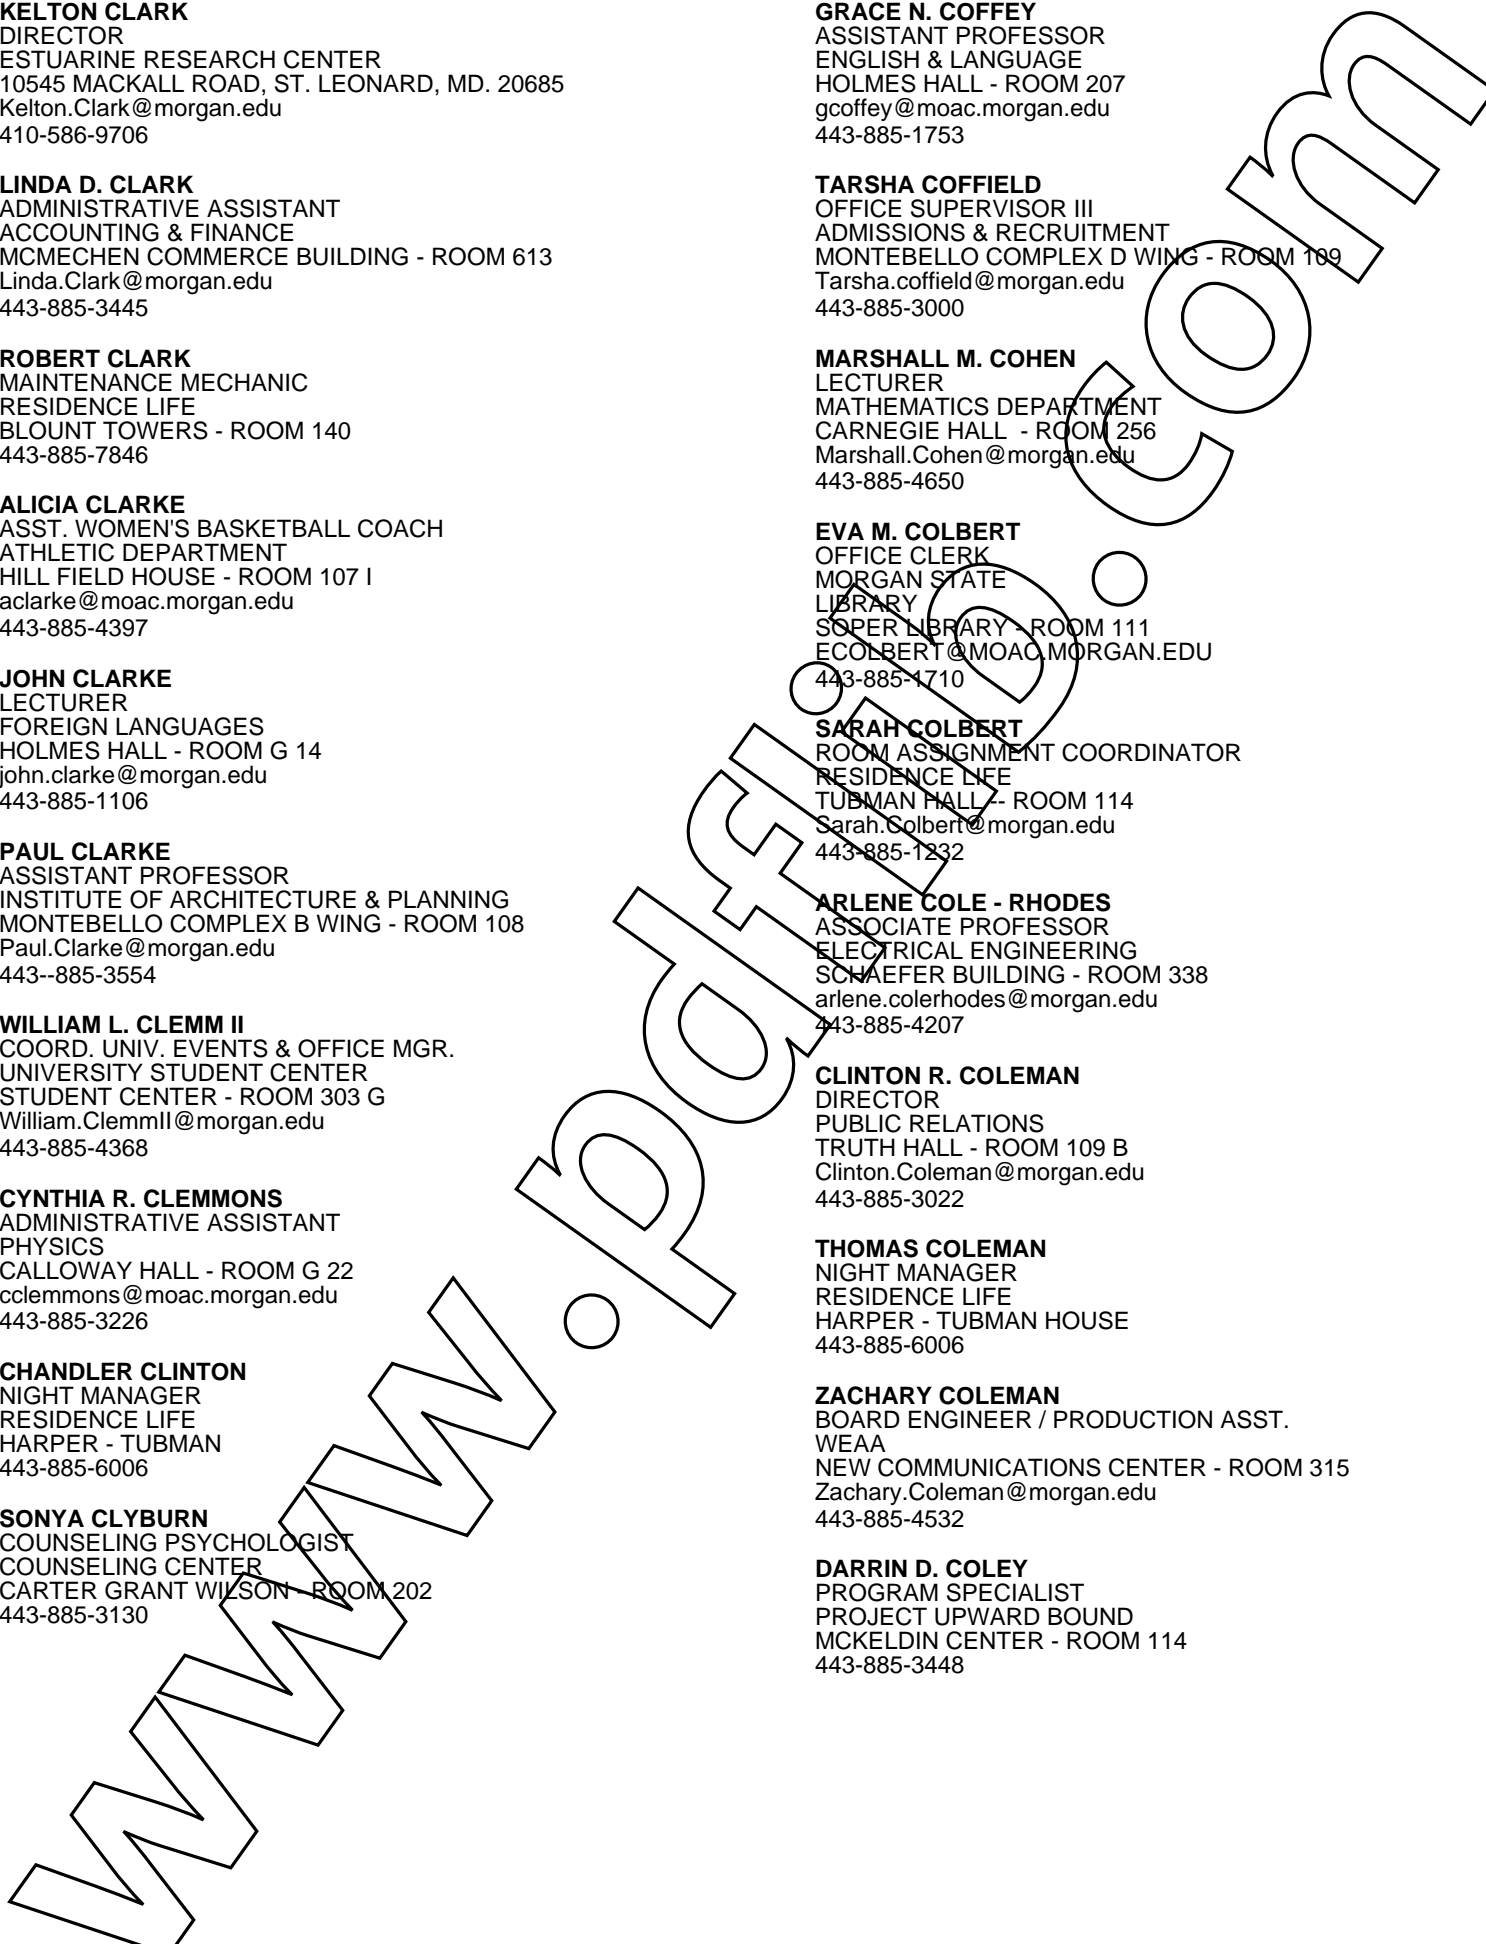 KELTON CLARK
DIRECTOR
ESTUARINE RESEARCH CENTER
10545 MACKALL ROAD, ST. LEONARD, MD. 20685
Kelton.Clark@morgan.edu
410-586-9706
LINDA D. CLARK
ADMINISTRATIVE ASSISTANT
ACCOUNTING & FINANCE
MCMECHEN COMMERCE BUILDING - ROOM 613
Linda.Clark@morgan.edu
443-885-3445
ROBERT CLARK
MAINTENANCE MECHANIC
RESIDENCE LIFE
BLOUNT TOWERS - ROOM 140
443-885-7846
ALICIA CLARKE
ASST. WOMEN'S BASKETBALL COACH
ATHLETIC DEPARTMENT
HILL FIELD HOUSE - ROOM 107 I
aclarke@moac.morgan.edu
443-885-4397
JOHN CLARKE
LECTURER
FOREIGN LANGUAGES
HOLMES HALL - ROOM G 14
john.clarke@morgan.edu
443-885-1106
PAUL CLARKE
ASSISTANT PROFESSOR
INSTITUTE OF ARCHITECTURE & PLANNING
MONTEBELLO COMPLEX B WING - ROOM 108
Paul.Clarke@morgan.edu
443--885-3554
WILLIAM L. CLEMM II
COORD. UNIV. EVENTS & OFFICE MGR.
UNIVERSITY STUDENT CENTER
STUDENT CENTER - ROOM 303 G
William.ClemmII@morgan.edu
443-885-4368
CYNTHIA R. CLEMMONS
ADMINISTRATIVE ASSISTANT
PHYSICS
CALLOWAY HALL - ROOM G 22
cclemmons@moac.morgan.edu
443-885-3226
CHANDLER CLINTON
NIGHT MANAGER
RESIDENCE LIFE
HARPER - TUBMAN
443-885-6006
SONYA CLYBURN
COUNSELING PSYCHOLOGIST
COUNSELING CENTER
CARTER GRANT WILSON - ROOM 202
443-885-3130
GRACE N. COFFEY
ASSISTANT PROFESSOR
ENGLISH & LANGUAGE
HOLMES HALL - ROOM 207
gcoffey@moac.morgan.edu
443-885-1753
TARSHA COFFIELD
OFFICE SUPERVISOR III
ADMISSIONS & RECRUITMENT
MONTEBELLO COMPLEX D WING - ROOM 109
Tarsha.coffield@morgan.edu
443-885-3000
MARSHALL M. COHEN
LECTURER
MATHEMATICS DEPARTMENT
CARNEGIE HALL  - ROOM 256
Marshall.Cohen@morgan.edu
443-885-4650
EVA M. COLBERT
OFFICE CLERK
MORGAN STATE
LIBRARY
SOPER LIBRARY - ROOM 111
ECOLBERT@MOAC.MORGAN.EDU
443-885-1710
SARAH COLBERT
ROOM ASSIGNMENT COORDINATOR
RESIDENCE LIFE
TUBMAN HALL -- ROOM 114
Sarah.Colbert@morgan.edu
443-885-1232
ARLENE COLE - RHODES
ASSOCIATE PROFESSOR
ELECTRICAL ENGINEERING
SCHAEFER BUILDING - ROOM 338
arlene.colerhodes@morgan.edu
443-885-4207
CLINTON R. COLEMAN
DIRECTOR
PUBLIC RELATIONS
TRUTH HALL - ROOM 109 B
Clinton.Coleman@morgan.edu
443-885-3022
THOMAS COLEMAN
NIGHT MANAGER
RESIDENCE LIFE
HARPER - TUBMAN HOUSE
443-885-6006
ZACHARY COLEMAN
BOARD ENGINEER / PRODUCTION ASST.
WEAA
NEW COMMUNICATIONS CENTER - ROOM 315
Zachary.Coleman@morgan.edu
443-885-4532
DARRIN D. COLEY
PROGRAM SPECIALIST
PROJECT UPWARD BOUND
MCKELDIN CENTER - ROOM 114
443-885-3448
www.pdflib.com